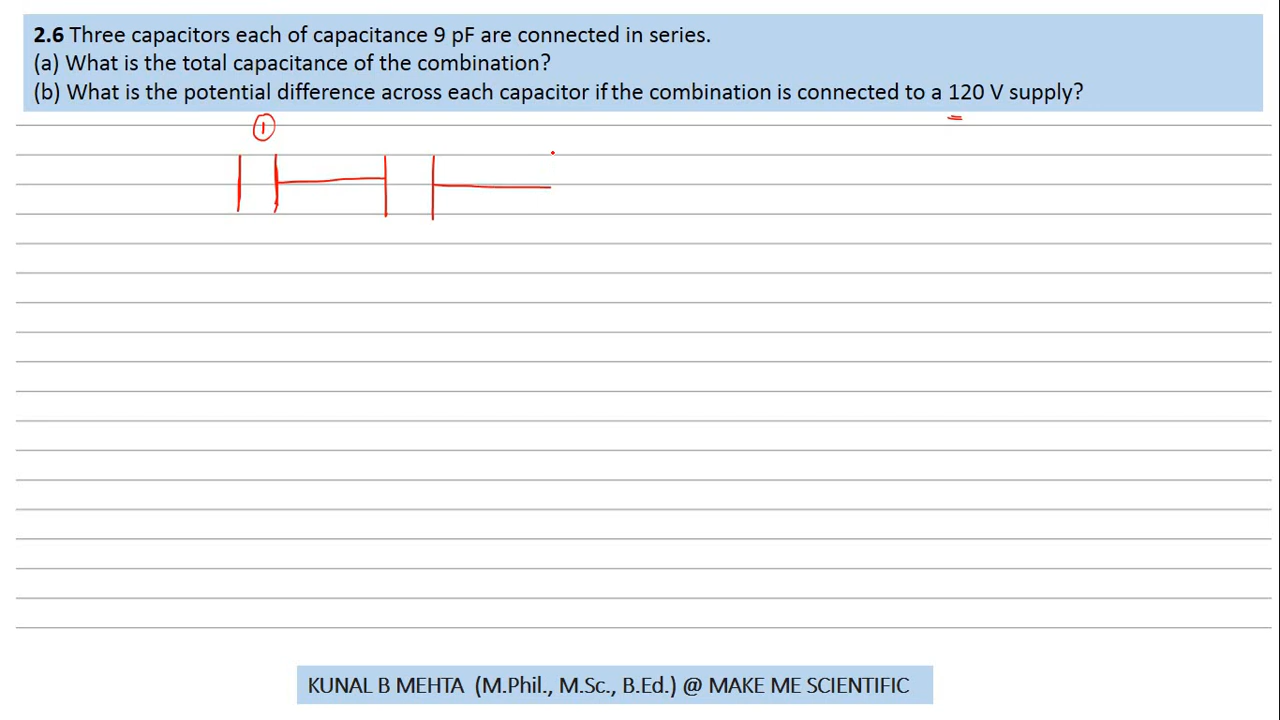 2.6 Three capacitors each of capacitance 9 pF are connected in series.
(a) What is the total capacitance of the combination?
(b) What is the potential difference across each capacitor if the combination is connected to a 120 V supply?
1
KUNAL B MEHTA (M.Phil., M.Sc., B.Ed.) @ MAKE ME SCIENTIFIC